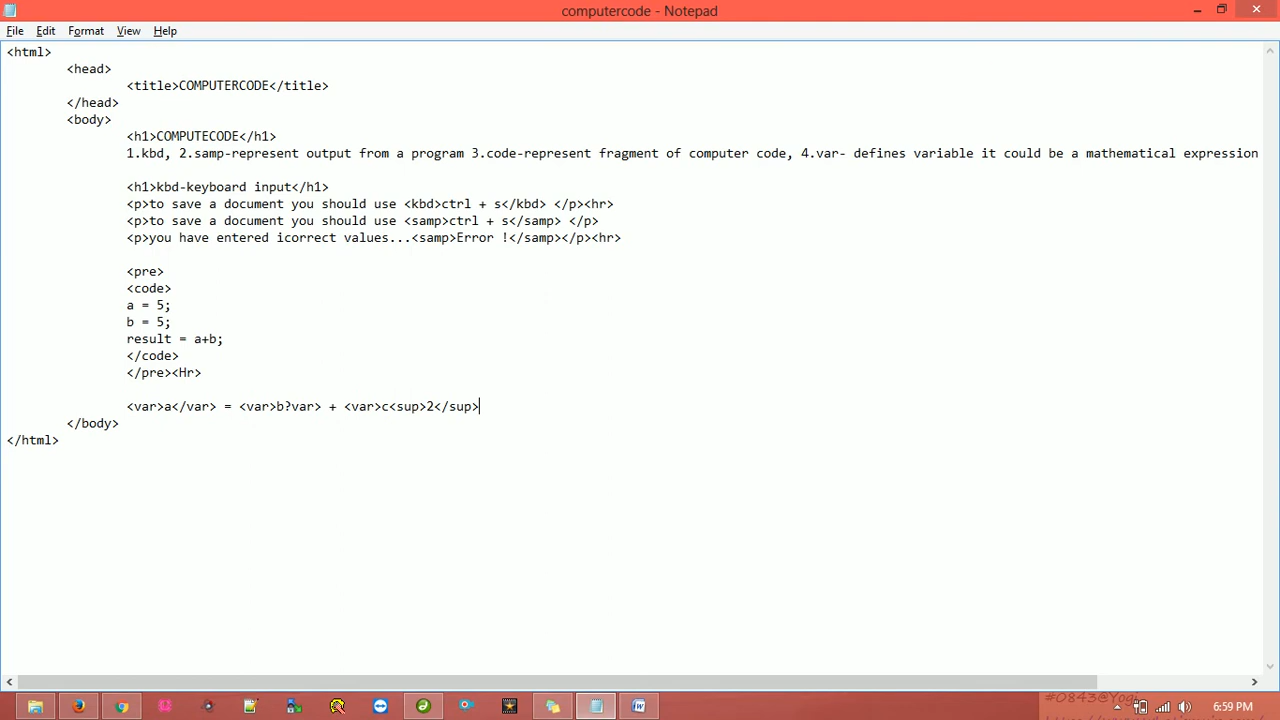 computercode - Notepad
File Edit Format View Help
<html>
<head>
<title>COMPUTERCODE</title>
</head>
<body>
<h1>COMPUTECODE</h1>
1.kbd, 2.samp-represent output from a program 3.code-represent fragment of computer code, 4.var- defines variable it could be a mathematical expression
<h1>kbd-keyboard input</h1>
<p>to save a document you should use <kbd>ctrl + s</kbd> </p><hr>
<p>to save a document you should use <samp>ctrl + s</samp> </p>
<p>you have entered icorrect values...<samp>Error !</samp></p><hr>
<pre>
<code>
a = 5;
b = 5;
result = a+b;
</code>
</pre><Hr>
<var>a</var> = <var>b?var> + <var>c<sup>2</sup>
</body>
</html>
#0843@Yogi
6:59 PM